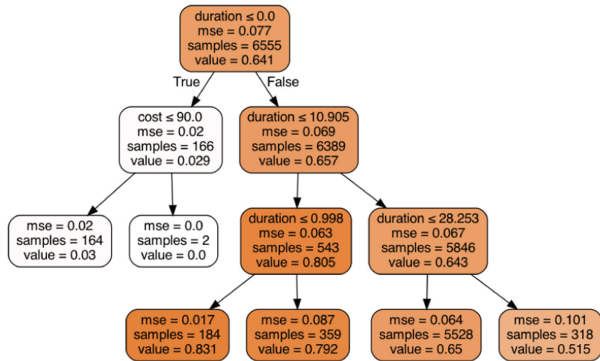 duration ≤ 0.0
mse = 0.077
samples = 6555
value = 0.641
True
False
cost ≤ 90.0
mse = 0.02
samples = 166
value = 0.029
duration ≤ 10.905
mse = 0.069
samples = 6389
value = 0.657
mse = 0.02
samples = 164
value = 0.03
mse = 0.0
samples = 2
value = 0.0
duration ≤ 0.998
mse = 0.063
samples = 543
value = 0.805
duration ≤ 28.253
mse = 0.067
samples = 5846
value = 0.643
mse = 0.017
samples = 184
value = 0.831
mse = 0.087
samples = 359
value = 0.792
mse = 0.064
samples = 5528
value = 0.65
mse = 0.101
samples = 318
value = 0.515